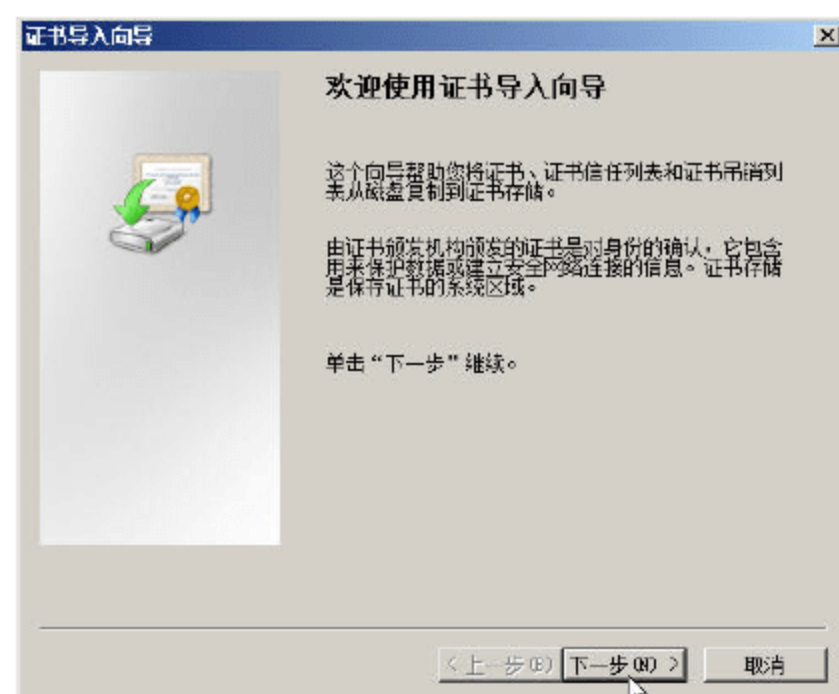 证书导入向导
欢迎使用证书导入向导
这个向导帮助您将证书、证书信任列表和证书吊销列
表从磁盘复制到证书存储。
由证书颁发机构颁发的证书是对身份的确认，它包含
用来保护数据或建立安全网络连接的信息。证书存储
是保存证书的系统区域。
单击“下一步”继续。
< 上一步(B) 下一步(N) > 取消